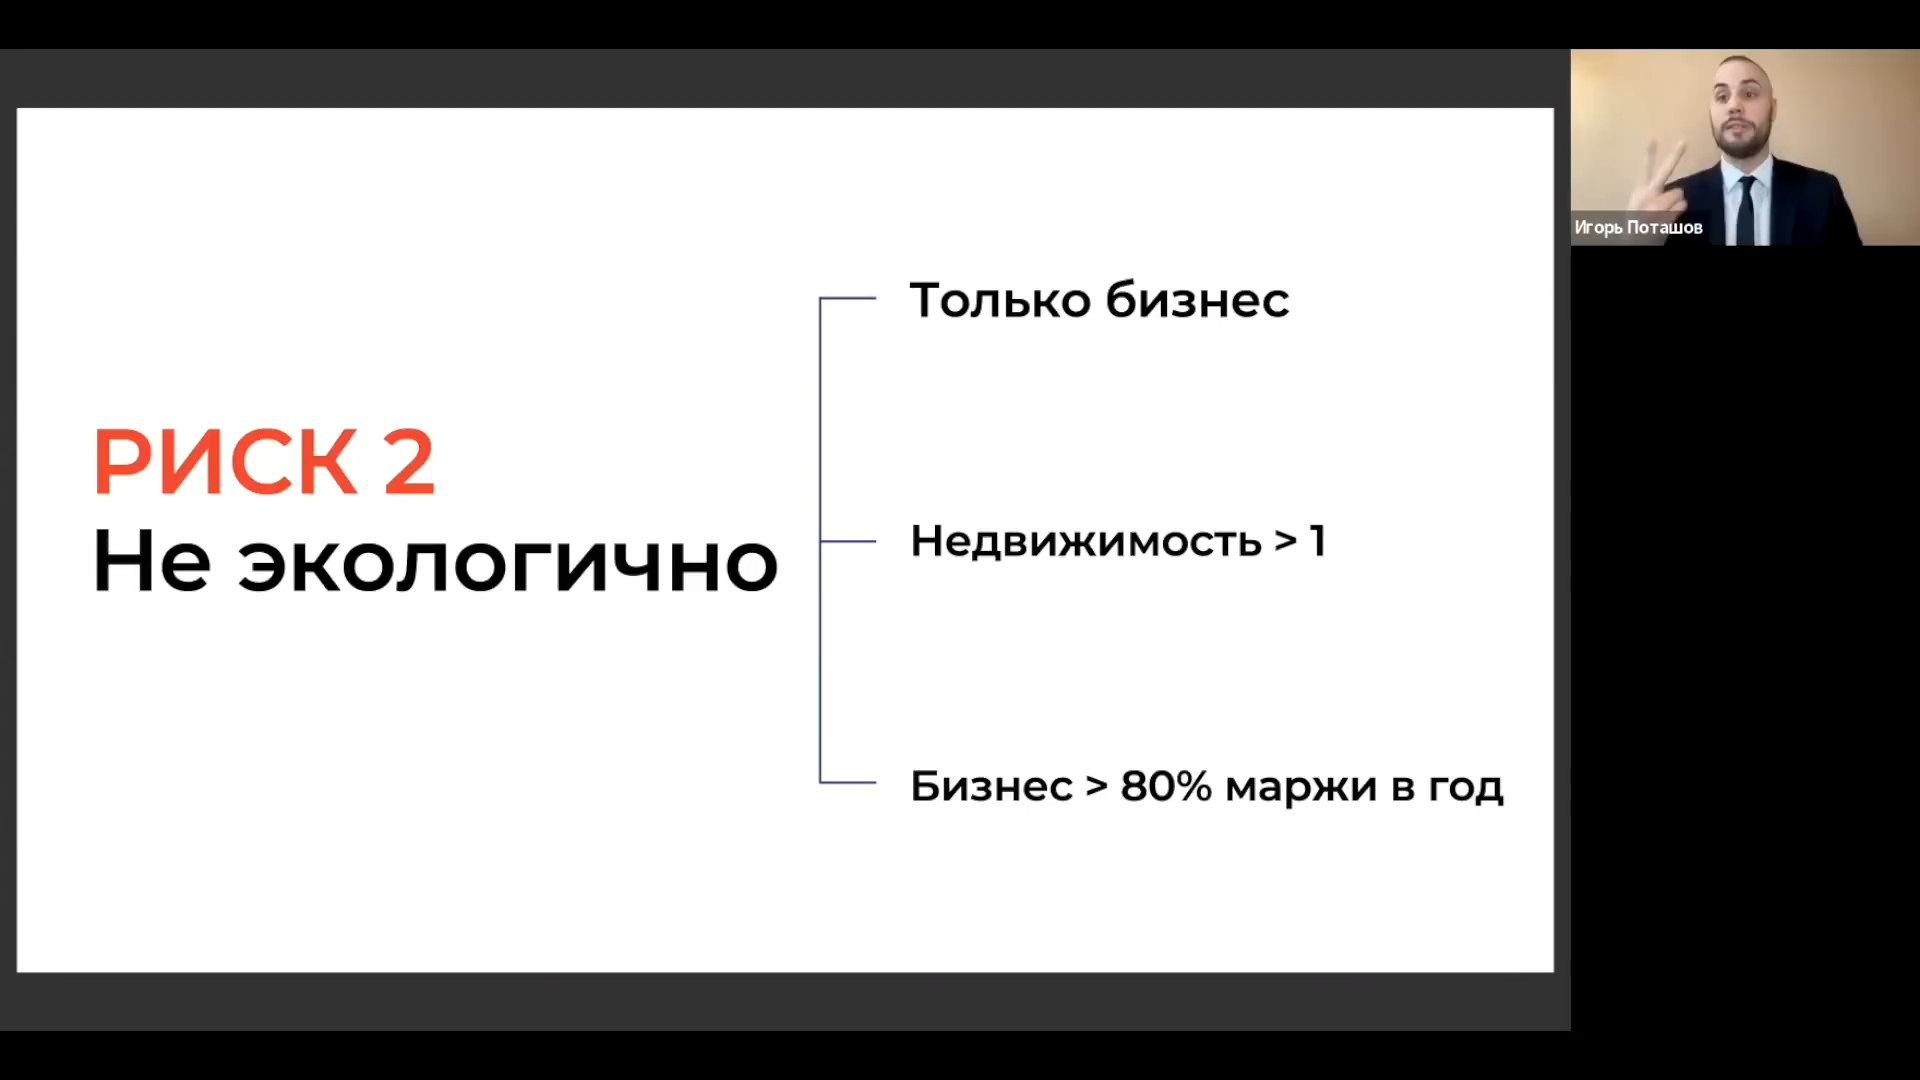 РИСК 2
Не экологично
Только бизнес
Недвижимость > 1
Бизнес > 80% маржи в год
Игорь Поташов